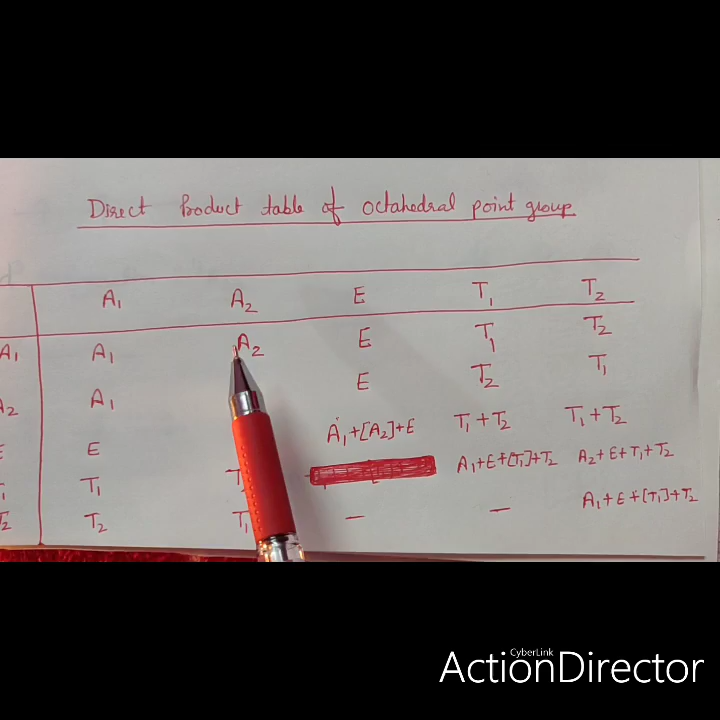 Direct Product table of octahedral point group.
A₁ A₂ E T₁ T₂
A₁ A₁ A₂ E T₁ T₂
A₂ A₁ E T₂ T₁
E E A₁+[A₂]+E T₁+T₂ T₁+T₂
T₁ T₁ A₁+E+[T₁]+T₂ A₂+E+T₁+T₂
T₂ T₂ T₁ — — A₁+E+[T₁]+T₂
CyberLink
ActionDirector